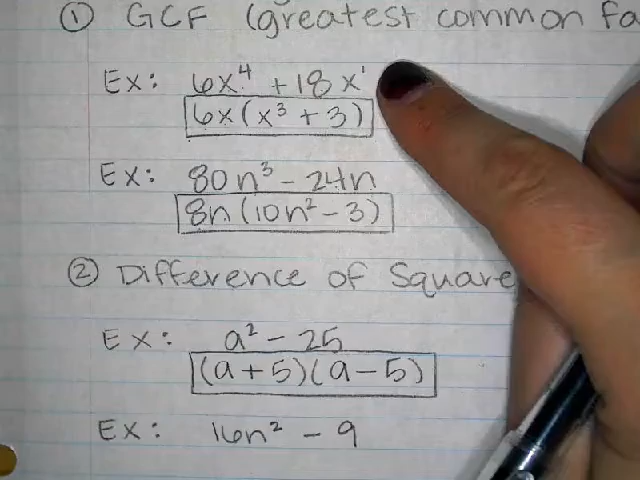 ① GCF (greatest common fa
Ex: 6x⁴ + 18x¹
6x(x³ + 3)
Ex: 80n³ - 24n
8n(10n² - 3)
② Difference of Square
Ex: a² - 25
(a + 5)(a - 5)
Ex: 16n² - 9